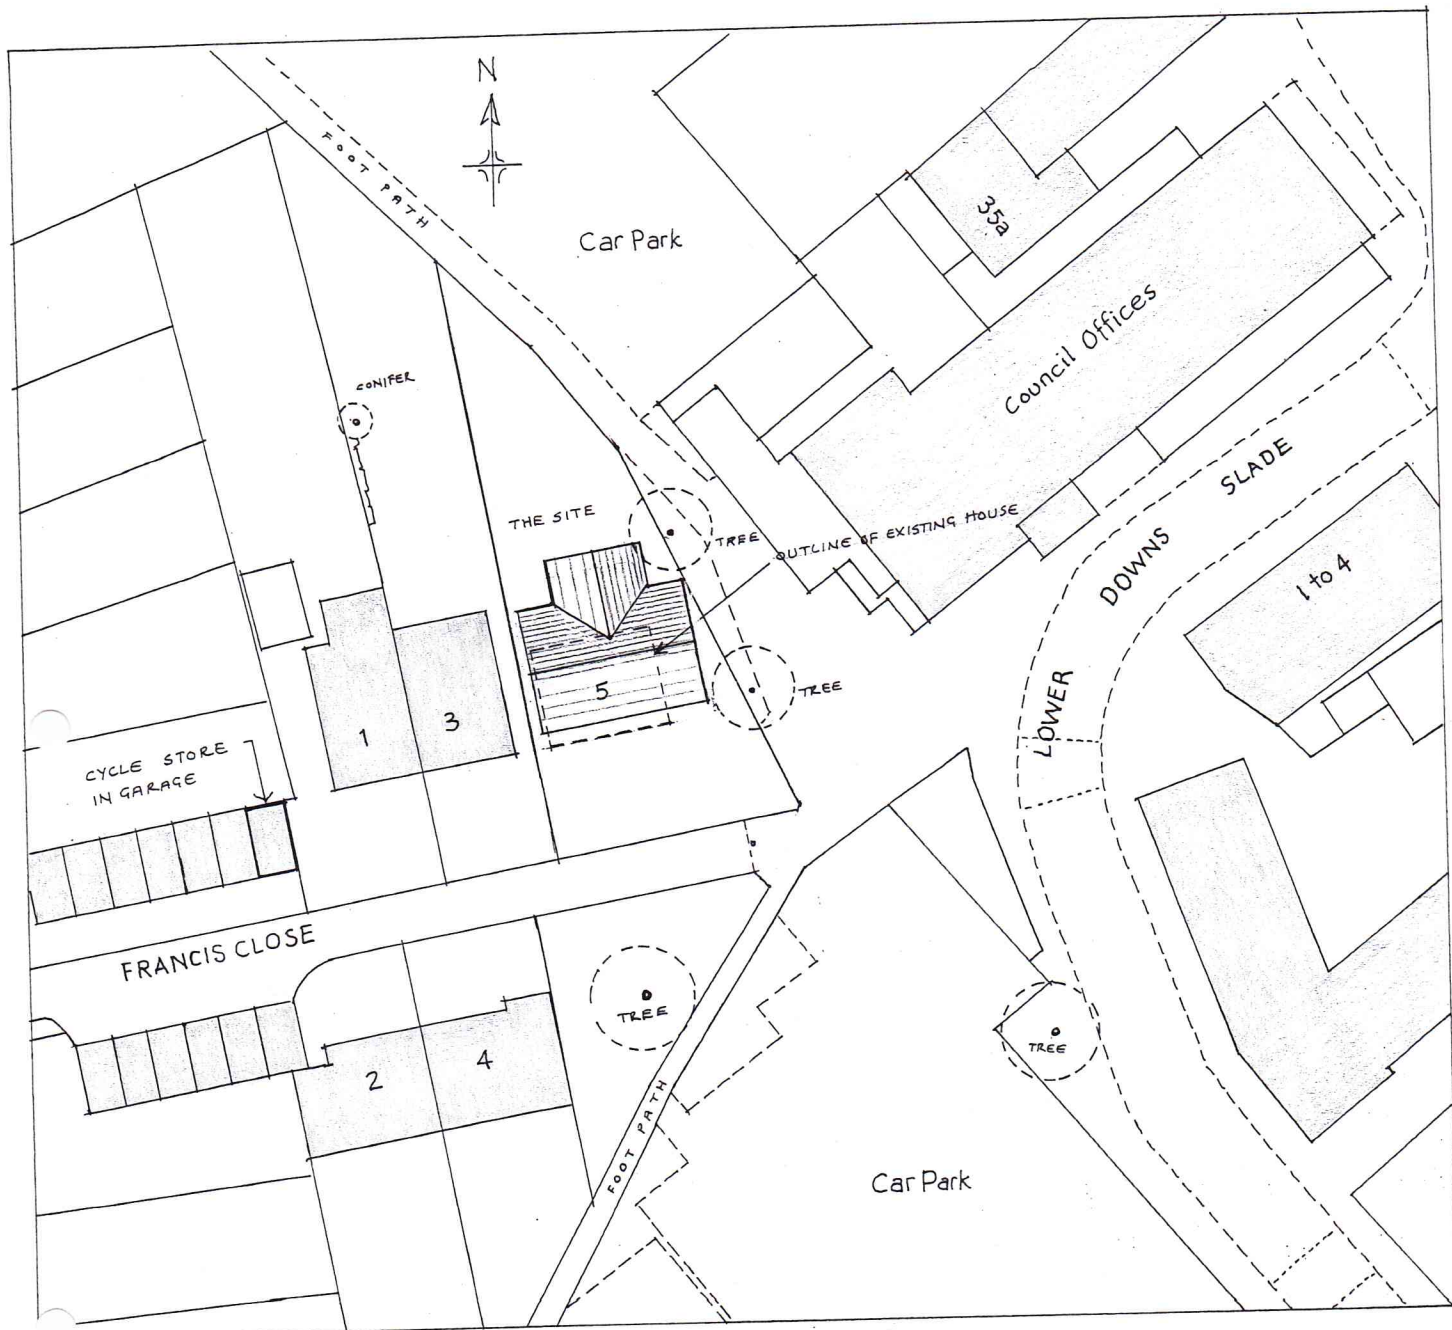 N
FOOT PATH
Car Park
35a
Council Offices
CONIFER
THE SITE
TREE
OUTLINE OF EXISTING HOUSE
SLADE
DOWNS
LOWER
1 to 4
5
TREE
1
3
CYCLE STORE
IN GARAGE
FRANCIS CLOSE
TREE
TREE
2
4
FOOT PATH
Car Park